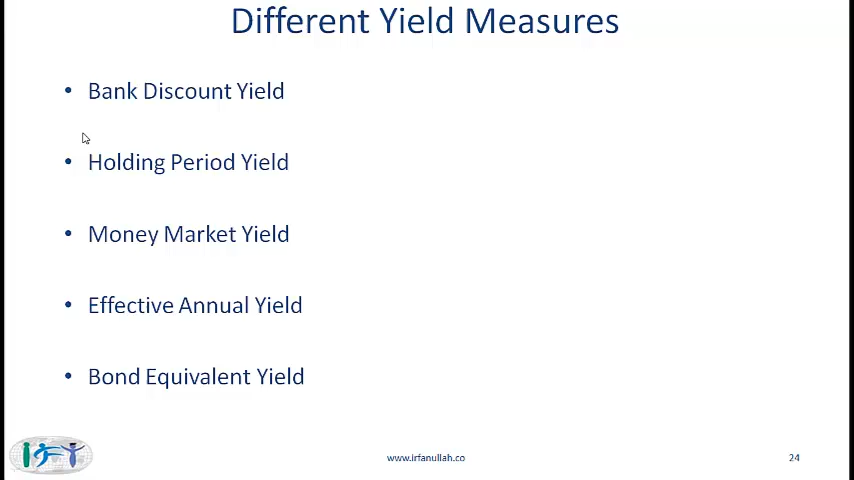 Different Yield Measures
• Bank Discount Yield
• Holding Period Yield
• Money Market Yield
• Effective Annual Yield
• Bond Equivalent Yield
www.irfanullah.co
24